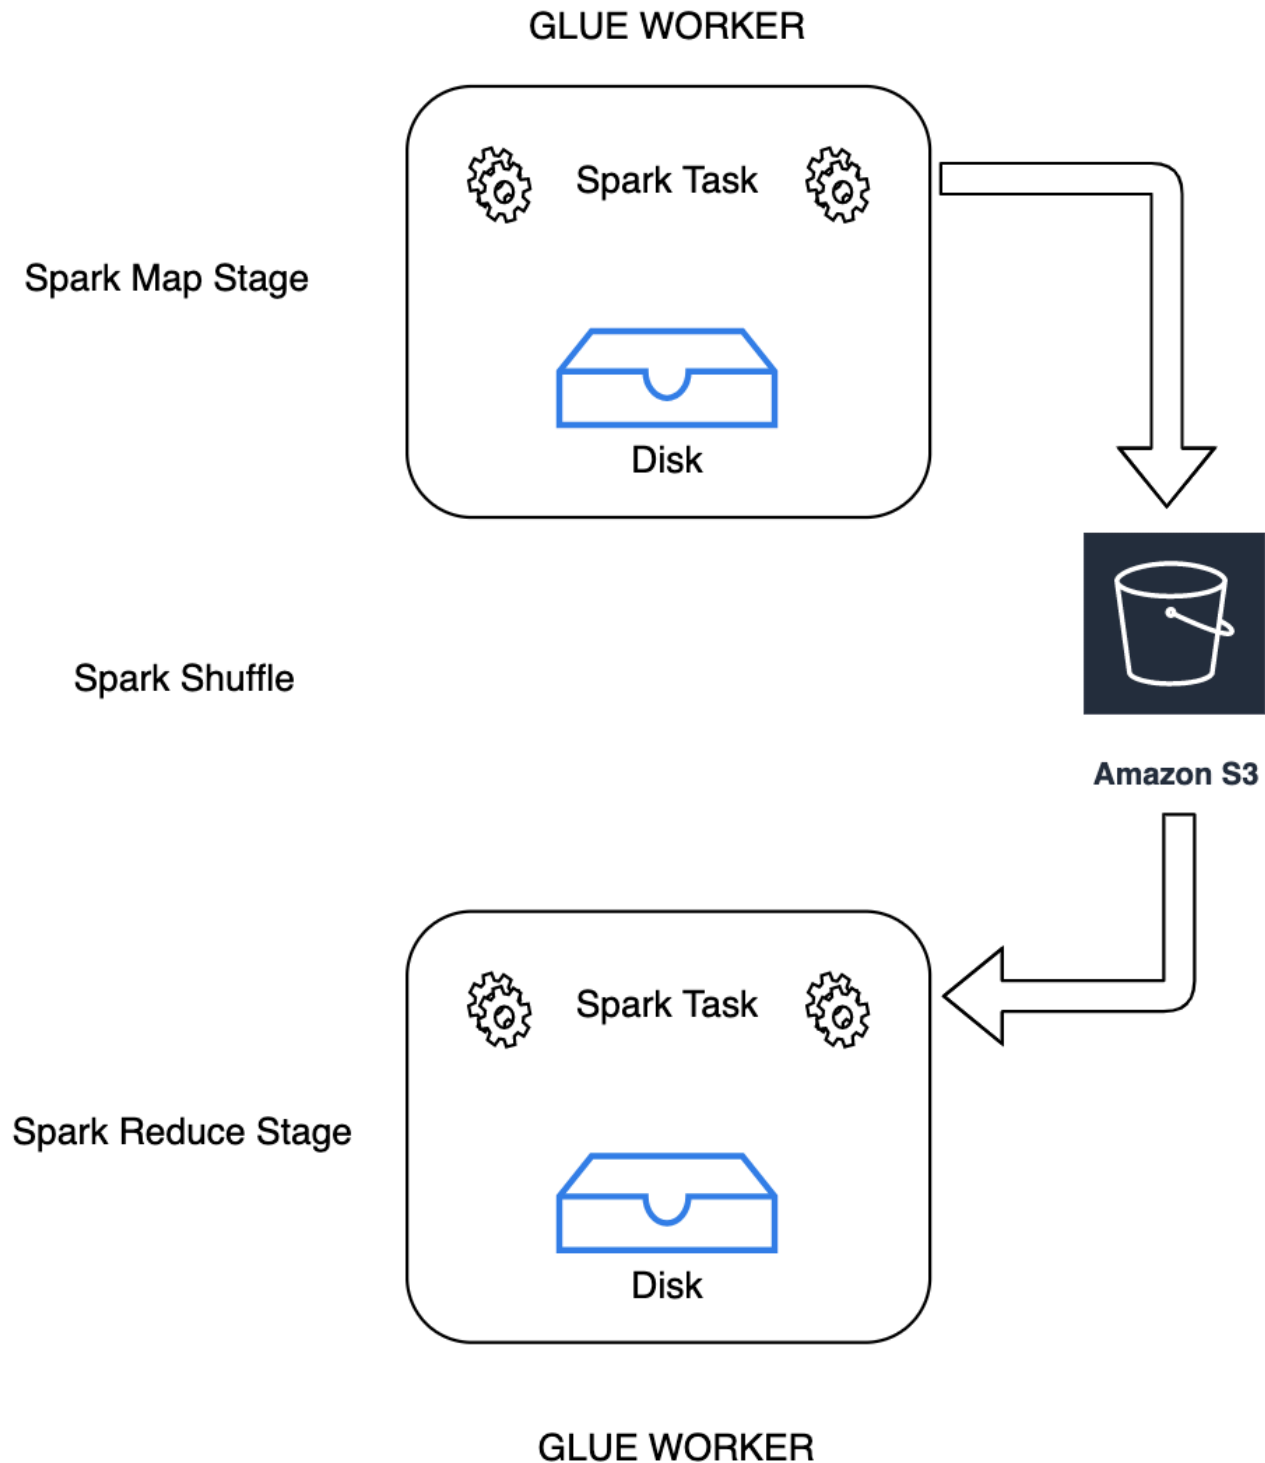 GLUE WORKER
Spark Task
Spark Map Stage
Disk
Spark Shuffle
Amazon S3
Spark Task
Spark Reduce Stage
Disk
GLUE WORKER